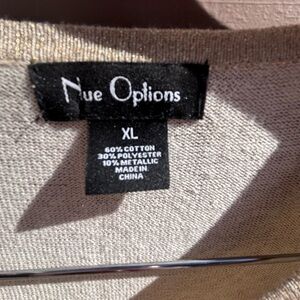 Nue Options
XL
60% COTTON
30% POLYESTER
10% METALLIC
MADE IN
CHINA